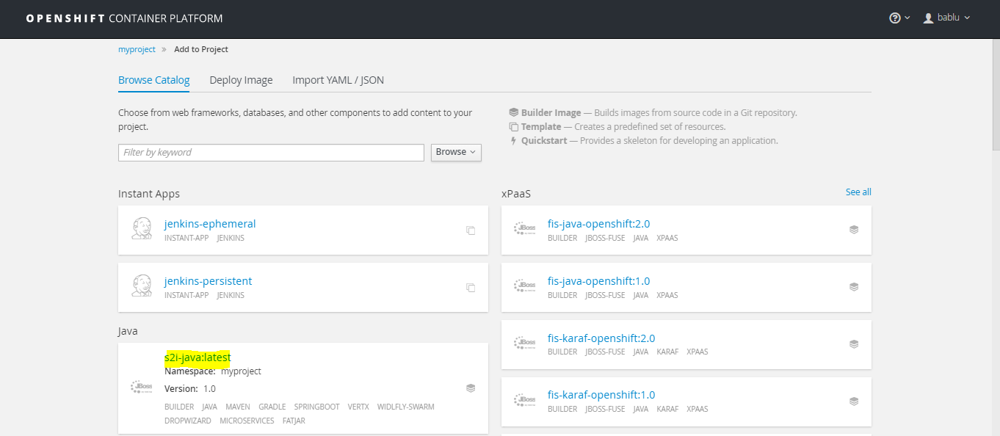 OPENSHIFT CONTAINER PLATFORM
bablu
myproject » Add to Project
Browse Catalog Deploy Image Import YAML / JSON
Choose from web frameworks, databases, and other components to add content to your
project.
Filter by keyword
Browse
Builder Image — Builds images from source code in a Git repository.
Template — Creates a predefined set of resources.
Quickstart — Provides a skeleton for developing an application.
Instant Apps
jenkins-ephemeral
INSTANT-APP JENKINS
jenkins-persistent
INSTANT-APP JENKINS
Java
s2i-java:latest
Namespace: myproject
JBoss
Version: 1.0
BUILDER JAVA MAVEN GRADLE SPRINGBOOT VERTX WIDLFLY-SWARM
DROPWIZARD MICROSERVICES FATJAR
xPaaS
See all
JBoss
fis-java-openshift:2.0
BUILDER JBOSS-FUSE JAVA XPAAS
JBoss
fis-java-openshift:1.0
BUILDER JBOSS-FUSE JAVA XPAAS
JBoss
fis-karaf-openshift:2.0
BUILDER JBOSS-FUSE JAVA KARAF XPAAS
JBoss
fis-karaf-openshift:1.0
BUILDER JBOSS-FUSE JAVA KARAF XPAAS